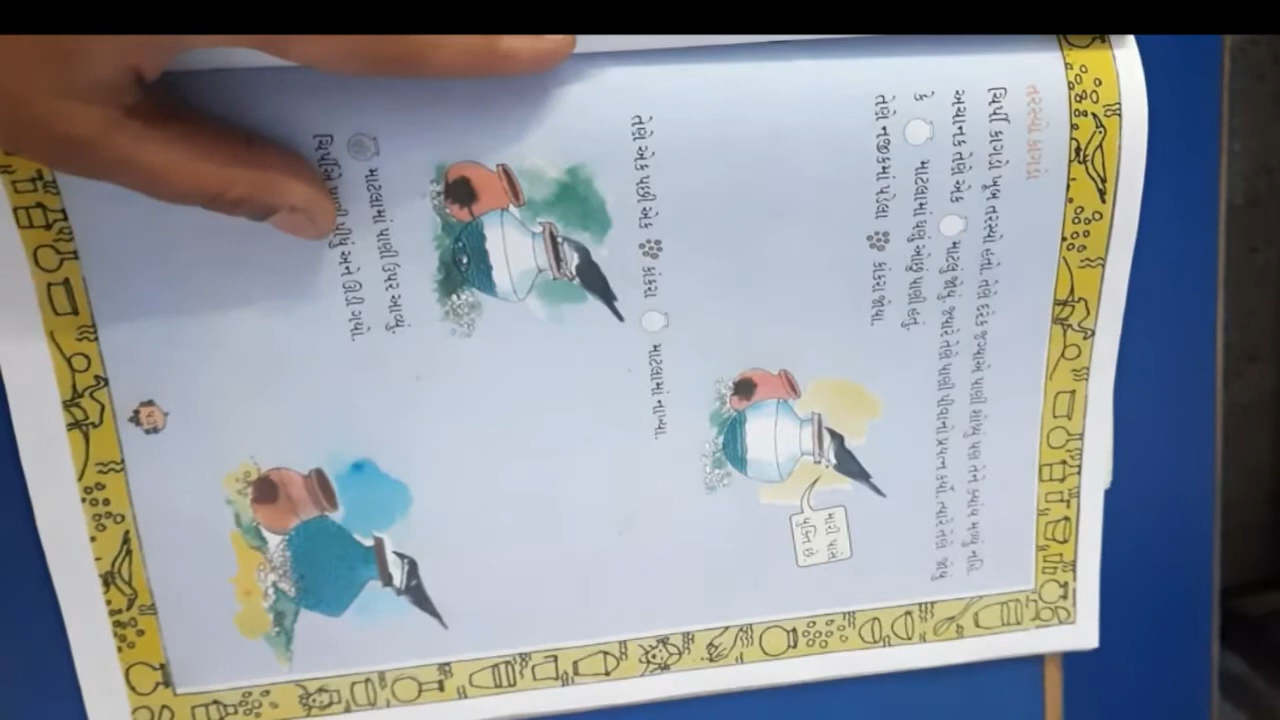 તરસ્યો કાગડો
ચિર્પી કાગડો ખૂબ તરસ્યો હતો. તેણે દરેક જગ્યાએ પાણી શોધ્યું પણ તેને ક્યાંય મળ્યું નહિ.
અચાનક તેણે એક માટલું જોયું. જ્યારે તેણે પાણી પીવાનો પ્રયત્ન કર્યો, ત્યારે તેણે જોયું
કે માટલામાં ઘણું ઓછું પાણી હતું.
તેણે નજીકમાં પડેલા કાંકરા જોયા.
મારી પાસે
યુક્તિ છે.
તેણે એક પછી એક કાંકરા માટલામાં નાખ્યા.
માટલામાં પાણી ઉપર આવ્યું.
ચિર્પીએ પાણી પીધું અને ઊડી ગયો.